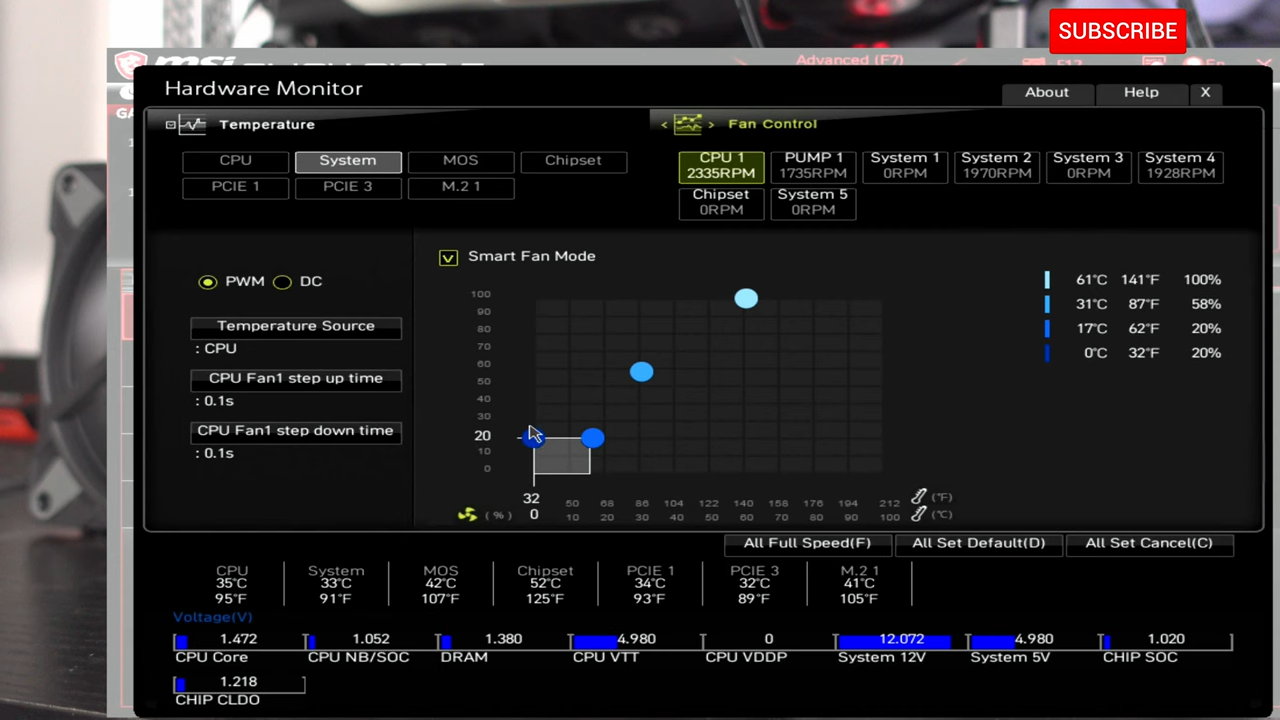 SUBSCRIBE
msi
Advanced (F7)
F12
En
Hardware Monitor
About
Help
X
Temperature
< > Fan Control
CPU
System
MOS
Chipset
PCIE 1
PCIE 3
M.2 1
CPU 1
2335RPM
PUMP 1
1735RPM
System 1
0RPM
System 2
1970RPM
System 3
0RPM
System 4
1928RPM
Chipset
0RPM
System 5
0RPM
PWM
DC
Temperature Source
: CPU
CPU Fan1 step up time
: 0.1s
CPU Fan1 step down time
: 0.1s
Smart Fan Mode
100
90
80
70
60
50
40
30
20
10
0
32 50 68 86 104 122 140 158 176 194 212 (°F)
(%) 0 10 20 30 40 50 60 70 80 90 100 (°C)
61°C 141°F 100%
31°C 87°F 58%
17°C 62°F 20%
0°C 32°F 20%
All Full Speed(F)
All Set Default(D)
All Set Cancel(C)
CPU System MOS Chipset PCIE 1 PCIE 3 M.2 1
35°C 33°C 42°C 52°C 34°C 32°C 41°C
95°F 91°F 107°F 125°F 93°F 89°F 105°F
Voltage(V)
1.472 1.052 1.380 4.980 0 12.072 4.980 1.020
CPU Core CPU NB/SOC DRAM CPU VTT CPU VDDP System 12V System 5V CHIP SOC
1.218
CHIP CLDO